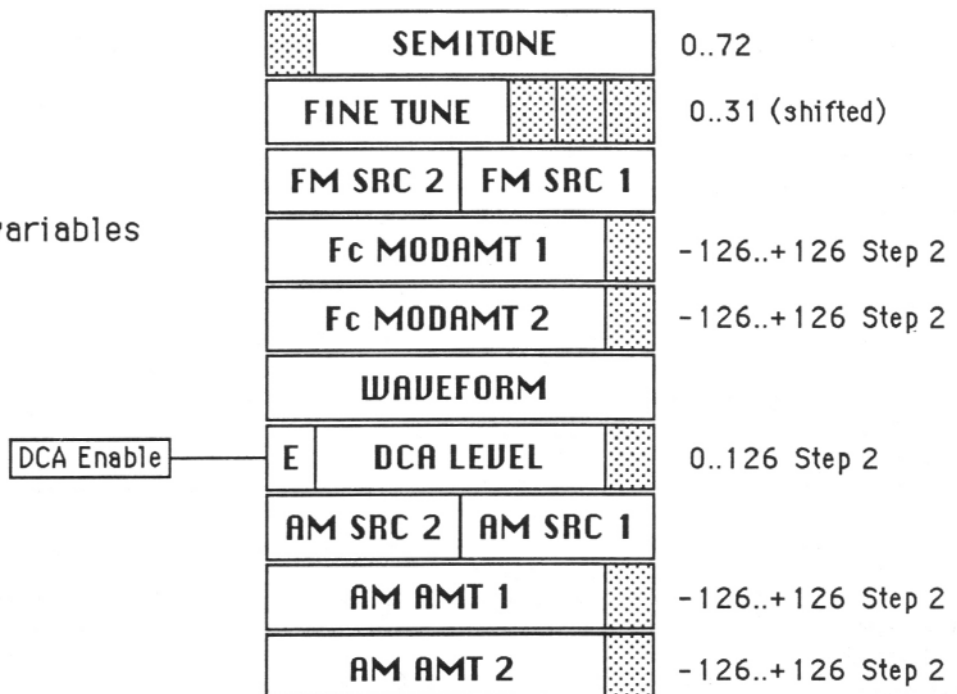 SEMITONE 0..72
FINE TUNE 0..31 (shifted)
FM SRC 2 FM SRC 1
variables
Fc MODAMT 1 -126..+126 Step 2
Fc MODAMT 2 -126..+126 Step 2
WAVEFORM
DCA Enable E DCA LEVEL 0..126 Step 2
AM SRC 2 AM SRC 1
AM AMT 1 -126..+126 Step 2
AM AMT 2 -126..+126 Step 2